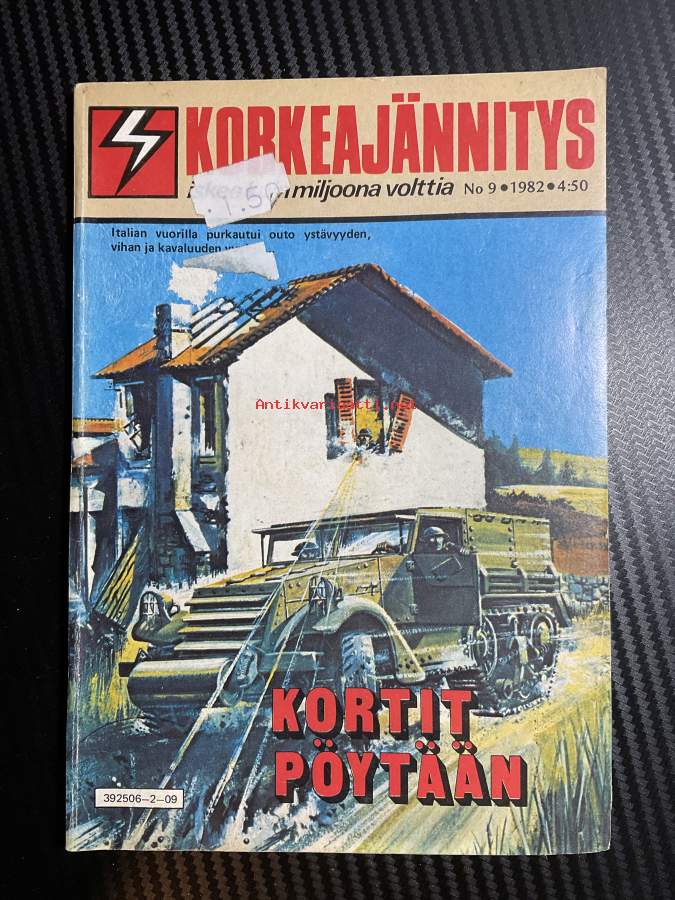 KORKEAJÄNNITYS
miljoona volttia No 9 • 1982 • 4:50
1.50
Italian vuorilla purkautui outo ystävyyden,
vihan ja kavaluuden
Antikvariaatti.net
KORTIT
PÖYTÄÄN
392506-2-09